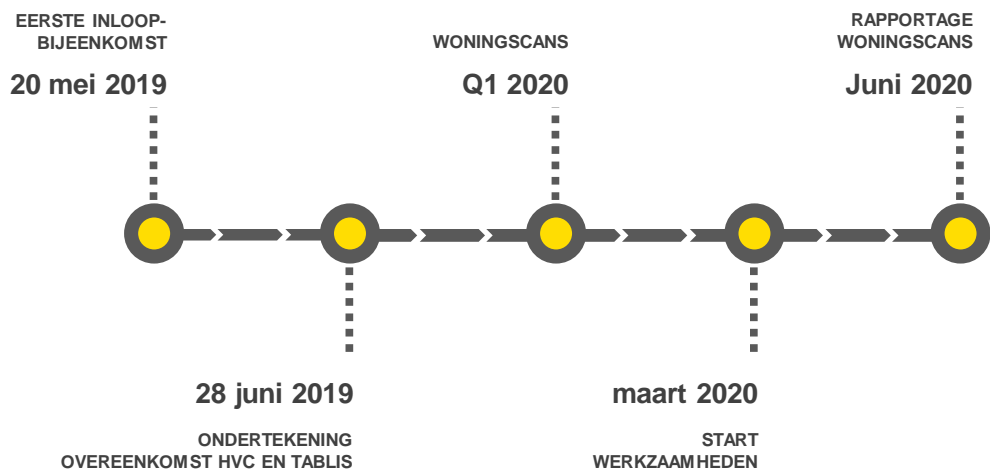 EERSTE INLOOP-
BIJEENKOMST
20 mei 2019
WONINGSCANS
Q1 2020
RAPPORTAGE
WONINGSCANS
Juni 2020
28 juni 2019
ONDERTEKENING
OVEREENKOMST HVC EN TABLIS
maart 2020
START
WERKZAAMHEDEN